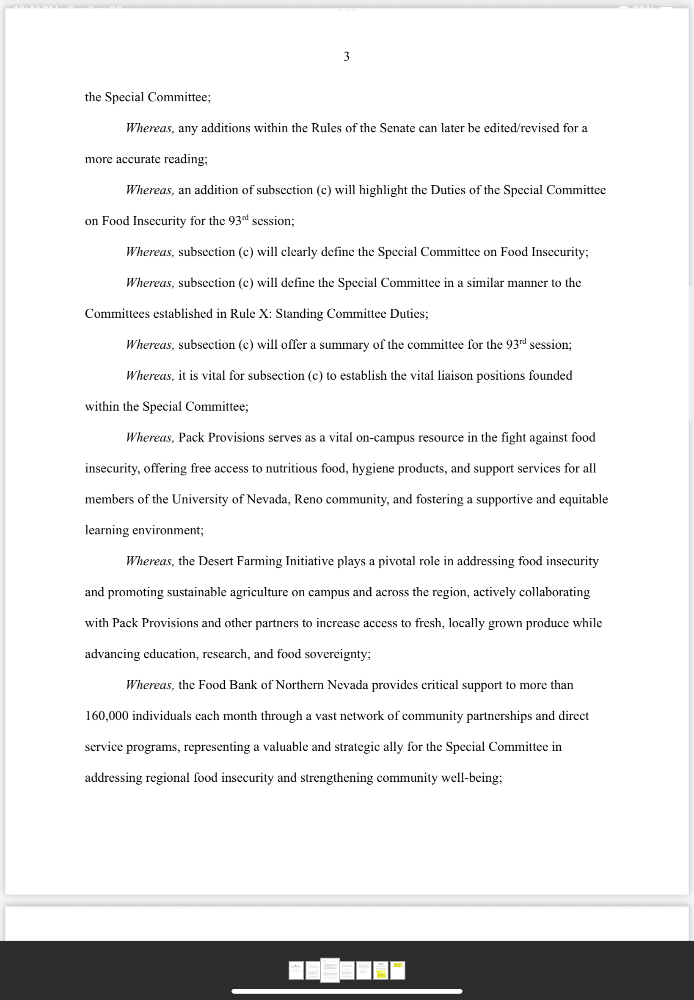 3
the Special Committee;
Whereas, any additions within the Rules of the Senate can later be edited/revised for a
more accurate reading;
Whereas, an addition of subsection (c) will highlight the Duties of the Special Committee
on Food Insecurity for the 93rd session;
Whereas, subsection (c) will clearly define the Special Committee on Food Insecurity;
Whereas, subsection (c) will define the Special Committee in a similar manner to the
Committees established in Rule X: Standing Committee Duties;
Whereas, subsection (c) will offer a summary of the committee for the 93rd session;
Whereas, it is vital for subsection (c) to establish the vital liaison positions founded
within the Special Committee;
Whereas, Pack Provisions serves as a vital on-campus resource in the fight against food
insecurity, offering free access to nutritious food, hygiene products, and support services for all
members of the University of Nevada, Reno community, and fostering a supportive and equitable
learning environment;
Whereas, the Desert Farming Initiative plays a pivotal role in addressing food insecurity
and promoting sustainable agriculture on campus and across the region, actively collaborating
with Pack Provisions and other partners to increase access to fresh, locally grown produce while
advancing education, research, and food sovereignty;
Whereas, the Food Bank of Northern Nevada provides critical support to more than
160,000 individuals each month through a vast network of community partnerships and direct
service programs, representing a valuable and strategic ally for the Special Committee in
addressing regional food insecurity and strengthening community well-being;